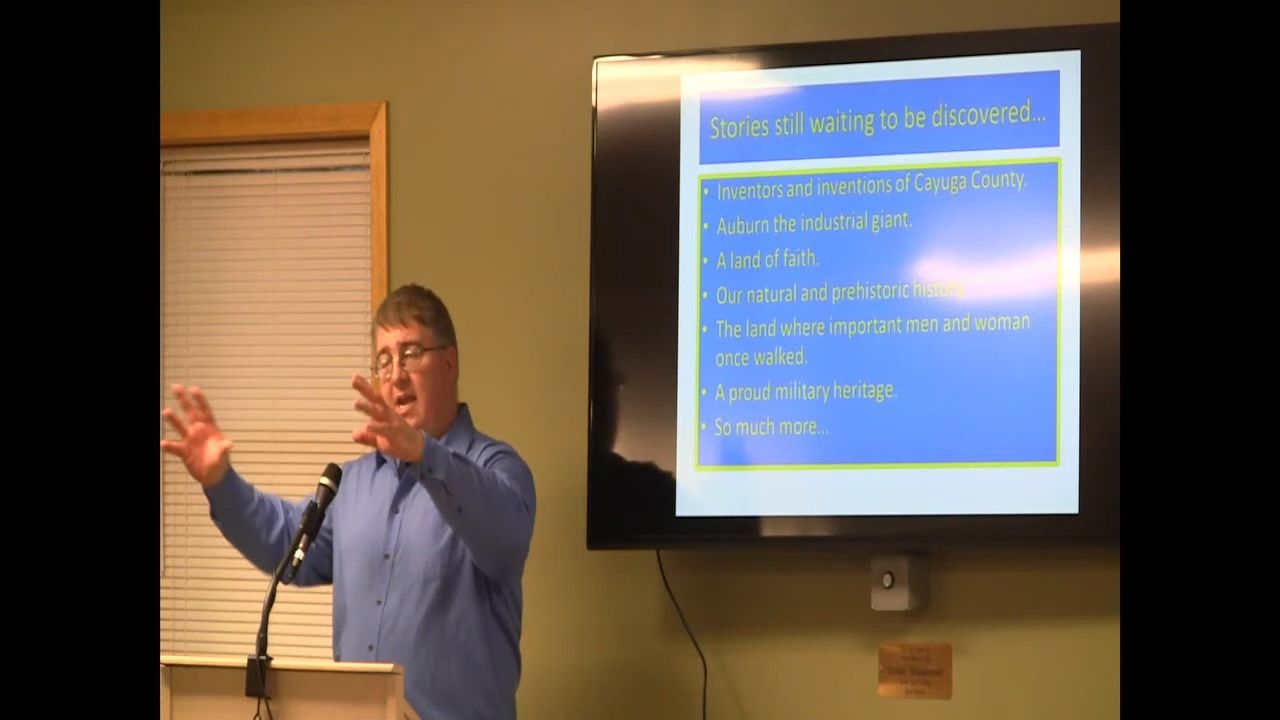 Stories still waiting to be discovered...
• Inventors and inventions of Cayuga County.
• Auburn the industrial giant.
• A land of faith.
• Our natural and prehistoric history.
• The land where important men and woman
once walked.
• A proud military heritage.
• So much more...